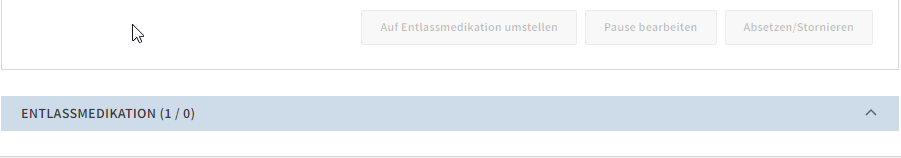 Auf Entlassmedikation umstellen Pause bearbeiten Absetzen/Stornieren
ENTLASSMEDIKATION (1 / 0)